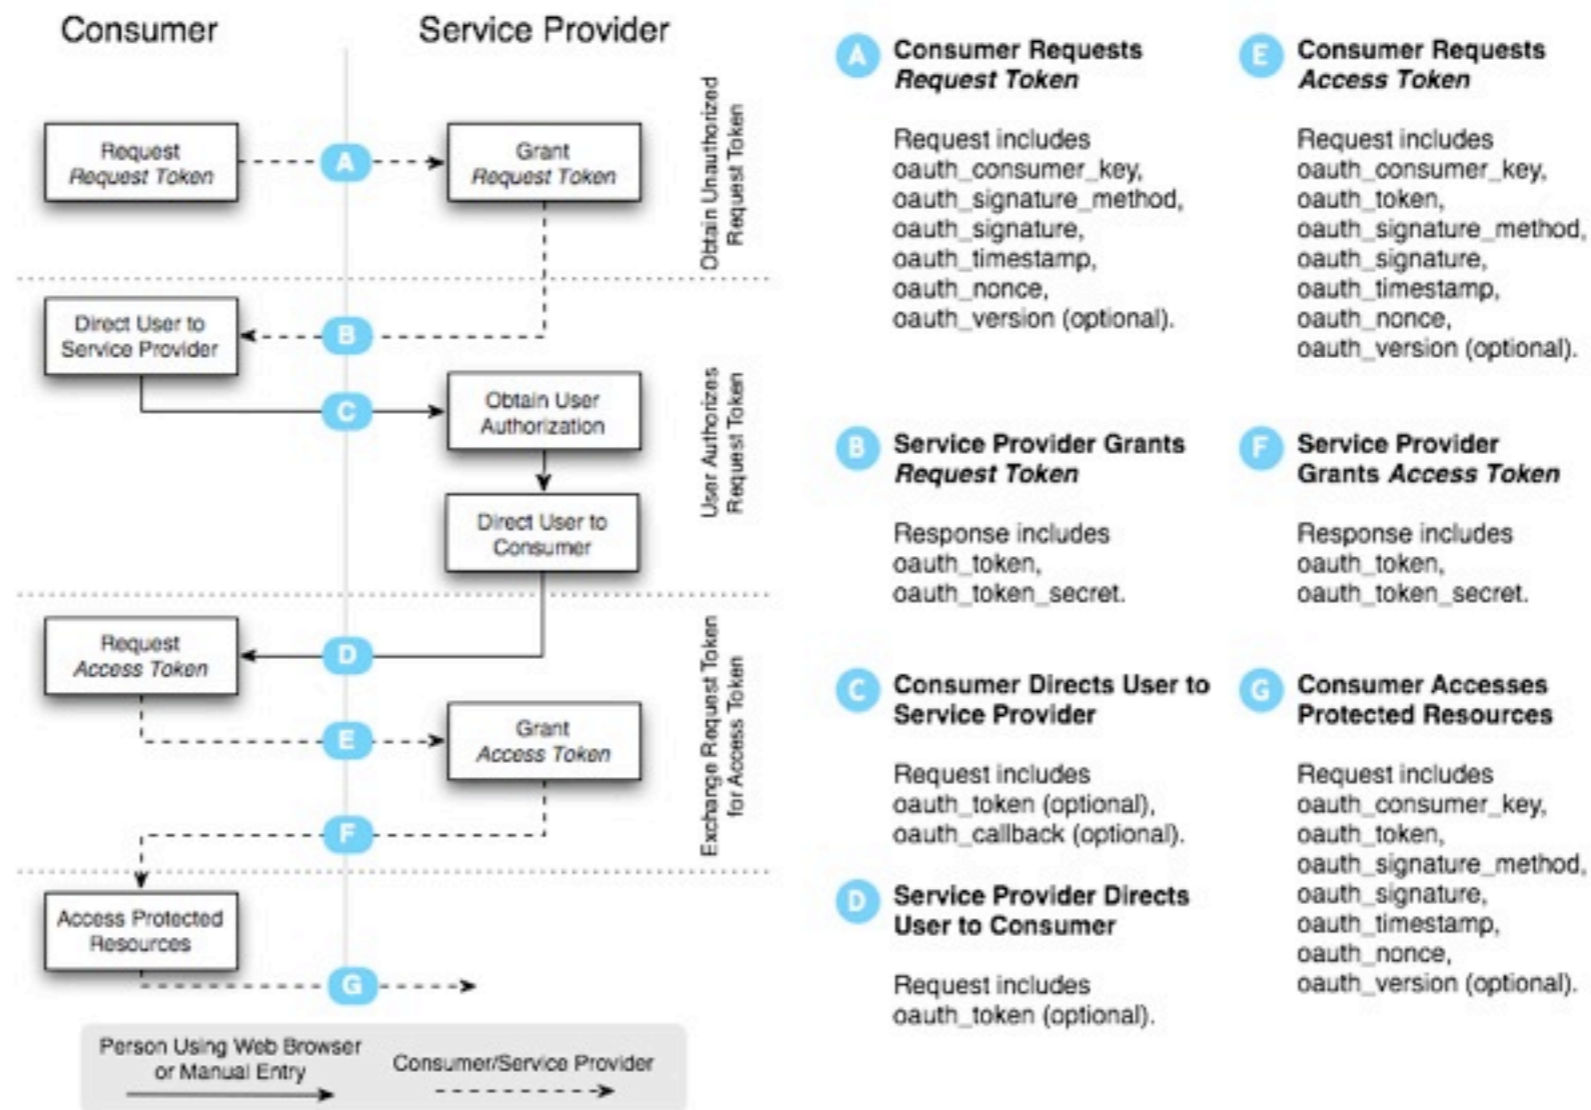 Consumer
Service Provider
Request
Request Token
A
Grant
Request Token
Obtain Unauthorized
Request Token
Direct User to
Service Provider
B
C
Obtain User
Authorization
Direct User to
Consumer
User Authorizes
Request Token
Request
Access Token
D
E
Grant
Access Token
F
Exchange Request Token
for Access Token
Access Protected
Resources
G
Person Using Web Browser
or Manual Entry
Consumer/Service Provider
A
Consumer Requests
Request Token
Request includes
oauth_consumer_key,
oauth_signature_method,
oauth_signature,
oauth_timestamp,
oauth_nonce,
oauth_version (optional).
B
Service Provider Grants
Request Token
Response includes
oauth_token,
oauth_token_secret.
C
Consumer Directs User to
Service Provider
Request includes
oauth_token (optional),
oauth_callback (optional).
D
Service Provider Directs
User to Consumer
Request includes
oauth_token (optional).
E
Consumer Requests
Access Token
Request includes
oauth_consumer_key,
oauth_token,
oauth_signature_method,
oauth_signature,
oauth_timestamp,
oauth_nonce,
oauth_version (optional).
F
Service Provider
Grants Access Token
Response includes
oauth_token,
oauth_token_secret.
G
Consumer Accesses
Protected Resources
Request includes
oauth_consumer_key,
oauth_token,
oauth_signature_method,
oauth_signature,
oauth_timestamp,
oauth_nonce,
oauth_version (optional).